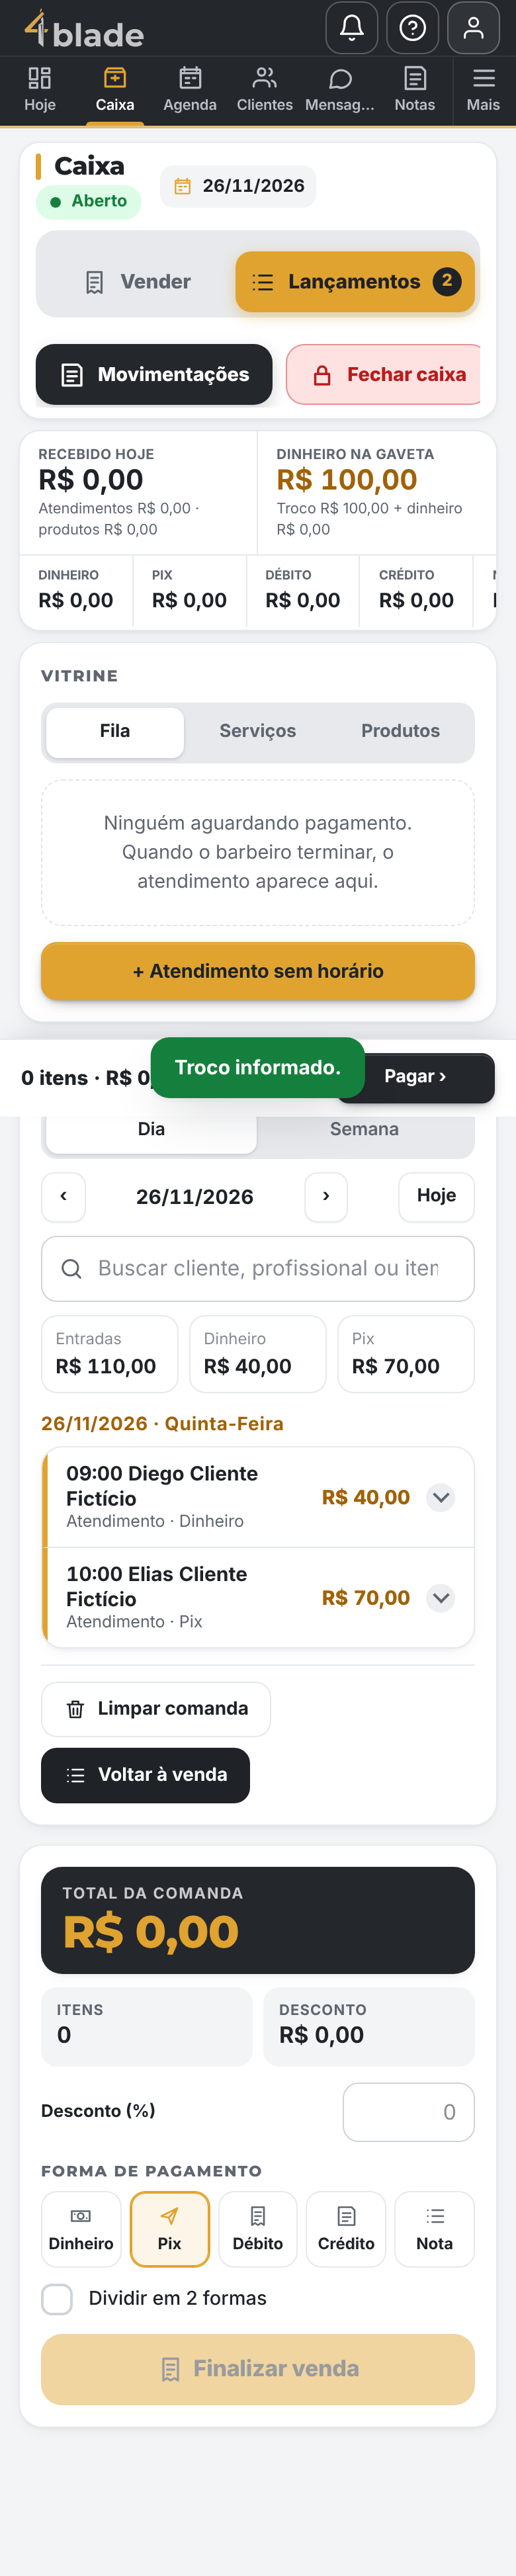 4blade
Hoje
Caixa
Agenda
Clientes
Mensag...
Notas
Mais
Caixa
Aberto
26/11/2026
Vender
Lançamentos 2
Movimentações
Fechar caixa
RECEBIDO HOJE
R$ 0,00
Atendimentos R$ 0,00 ·
produtos R$ 0,00
DINHEIRO NA GAVETA
R$ 100,00
Troco R$ 100,00 + dinheiro
R$ 0,00
DINHEIRO
R$ 0,00
PIX
R$ 0,00
DÉBITO
R$ 0,00
CRÉDITO
R$ 0,00
VITRINE
Fila
Serviços
Produtos
Ninguém aguardando pagamento.
Quando o barbeiro terminar, o
atendimento aparece aqui.
+ Atendimento sem horário
0 itens · R$ 0
Troco informado.
Pagar ›
Dia
Semana
‹
26/11/2026
›
Hoje
Buscar cliente, profissional ou iter
Entradas
R$ 110,00
Dinheiro
R$ 40,00
Pix
R$ 70,00
26/11/2026 · Quinta-Feira
09:00 Diego Cliente
Fictício
Atendimento · Dinheiro
R$ 40,00
10:00 Elias Cliente
Fictício
Atendimento · Pix
R$ 70,00
Limpar comanda
Voltar à venda
TOTAL DA COMANDA
R$ 0,00
ITENS
0
DESCONTO
R$ 0,00
Desconto (%)
0
FORMA DE PAGAMENTO
Dinheiro
Pix
Débito
Crédito
Nota
Dividir em 2 formas
Finalizar venda